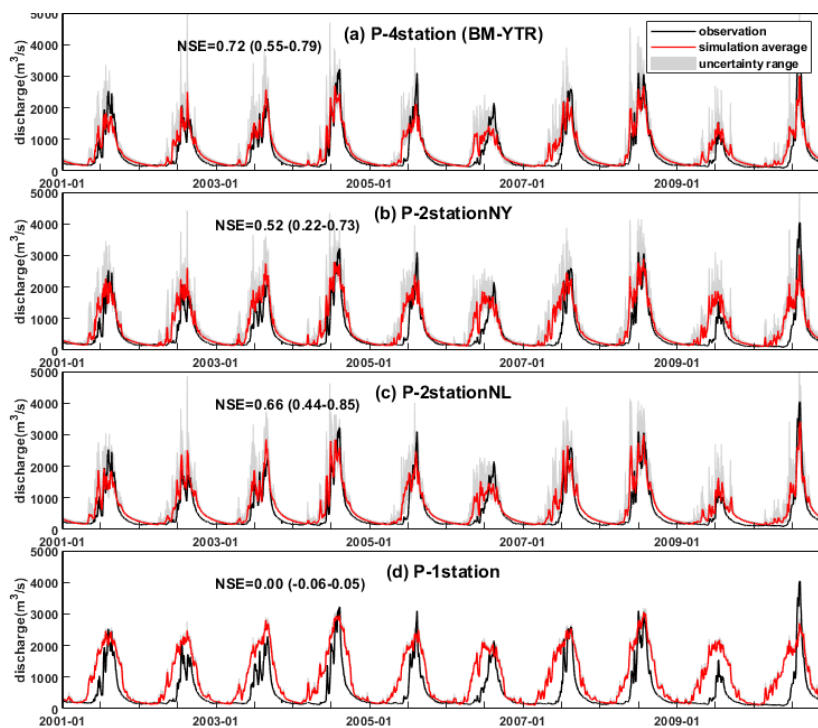 5000
4000
3000
2000
1000
0
discharge(m³/s)
NSE=0.72 (0.55-0.79)
(a) P-4station (BM-YTR)
observation
simulation average
uncertainty range
2001-01 2003-01 2005-01 2007-01 2009-01
5000
4000
3000
2000
1000
0
discharge(m³/s)
NSE=0.52 (0.22-0.73)
(b) P-2stationNY
2001-01 2003-01 2005-01 2007-01 2009-01
5000
4000
3000
2000
1000
0
discharge(m³/s)
NSE=0.66 (0.44-0.85)
(c) P-2stationNL
2001-01 2003-01 2005-01 2007-01 2009-01
5000
4000
3000
2000
1000
0
discharge(m³/s)
NSE=0.00 (-0.06-0.05)
(d) P-1station
2001-01 2003-01 2005-01 2007-01 2009-01